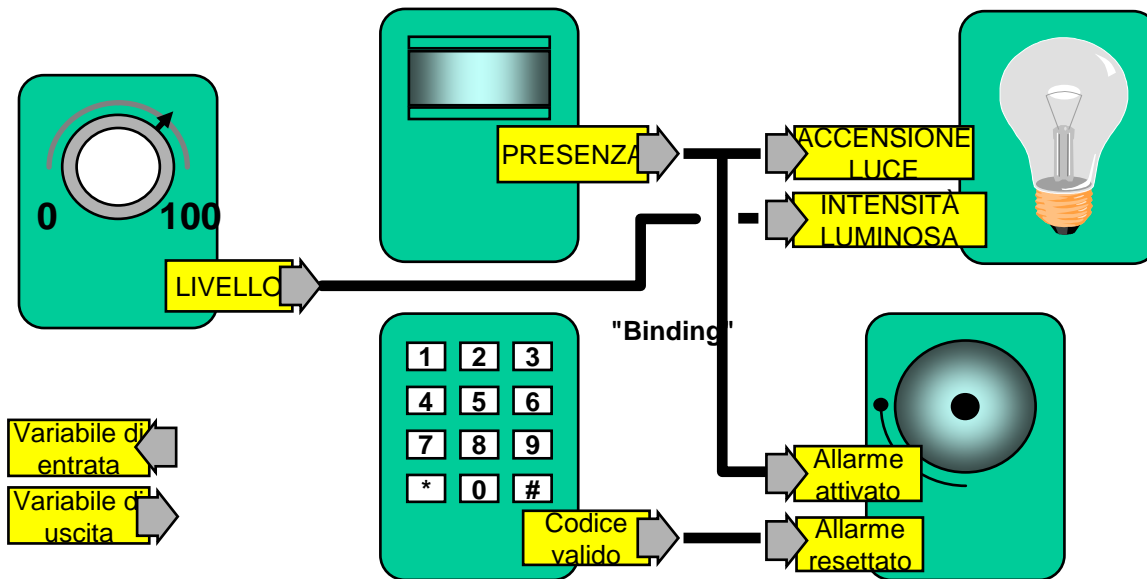 PRESENZA
ACCENSIONE
LUCE
INTENSITÀ
LUMINOSA
0 100
LIVELLO
"Binding"
1 2 3
4 5 6
7 8 9
* 0 #
Variabile di
entrata
Variabile di
uscita
Codice
valido
Allarme
attivato
Allarme
resettato